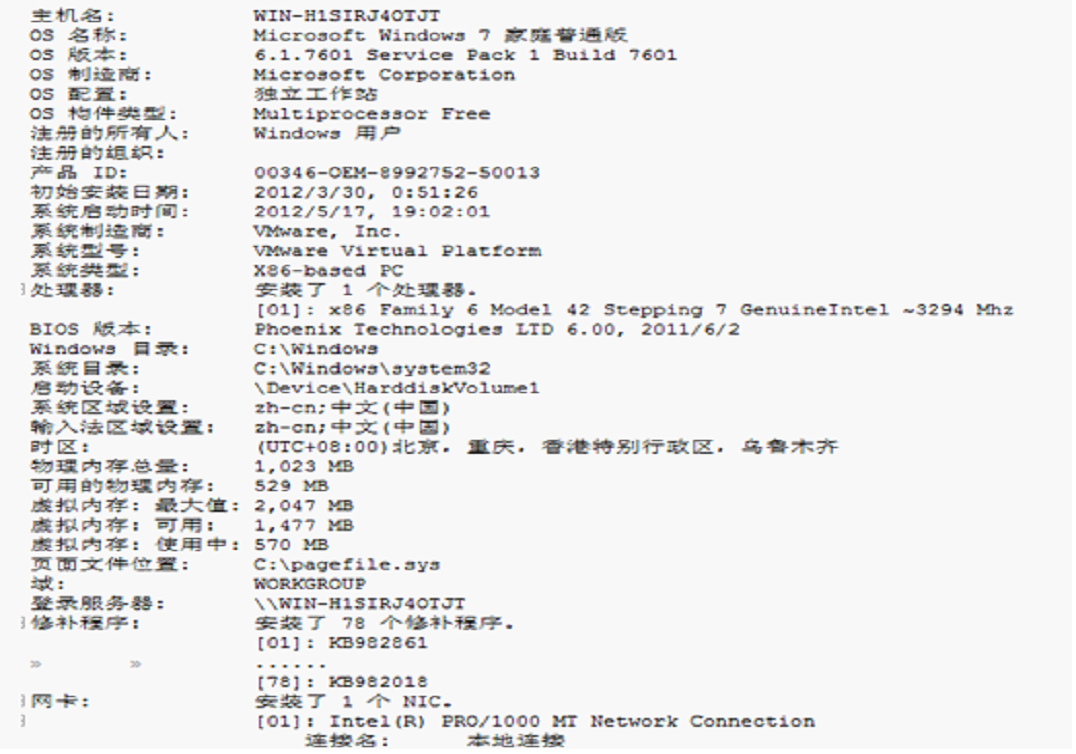 主机名: WIN-H1SIRJ4OTJT
OS 名称: Microsoft Windows 7 家庭普通版
OS 版本: 6.1.7601 Service Pack 1 Build 7601
OS 制造商: Microsoft Corporation
OS 配置: 独立工作站
OS 构件类型: Multiprocessor Free
注册的所有人: Windows 用户
注册的组织:
产品 ID: 00346-OEM-8992752-50013
初始安装日期: 2012/3/30, 0:51:26
系统启动时间: 2012/5/17, 19:02:01
系统制造商: VMware, Inc.
系统型号: VMware Virtual Platform
系统类型: X86-based PC
处理器: 安装了 1 个处理器。
[01]: x86 Family 6 Model 42 Stepping 7 GenuineIntel ~3294 Mhz
BIOS 版本: Phoenix Technologies LTD 6.00, 2011/6/2
Windows 目录: C:\Windows
系统目录: C:\Windows\system32
启动设备: \Device\HarddiskVolume1
系统区域设置: zh-cn;中文(中国)
输入法区域设置: zh-cn;中文(中国)
时区: (UTC+08:00)北京，重庆，香港特别行政区，乌鲁木齐
物理内存总量: 1,023 MB
可用的物理内存: 529 MB
虚拟内存: 最大值: 2,047 MB
虚拟内存: 可用: 1,477 MB
虚拟内存: 使用中: 570 MB
页面文件位置: C:\pagefile.sys
域: WORKGROUP
登录服务器: \\WIN-H1SIRJ4OTJT
修补程序: 安装了 78 个修补程序。
[01]: KB982861
» » ......
[78]: KB982018
网卡: 安装了 1 个 NIC。
[01]: Intel(R) PRO/1000 MT Network Connection
连接名: 本地连接